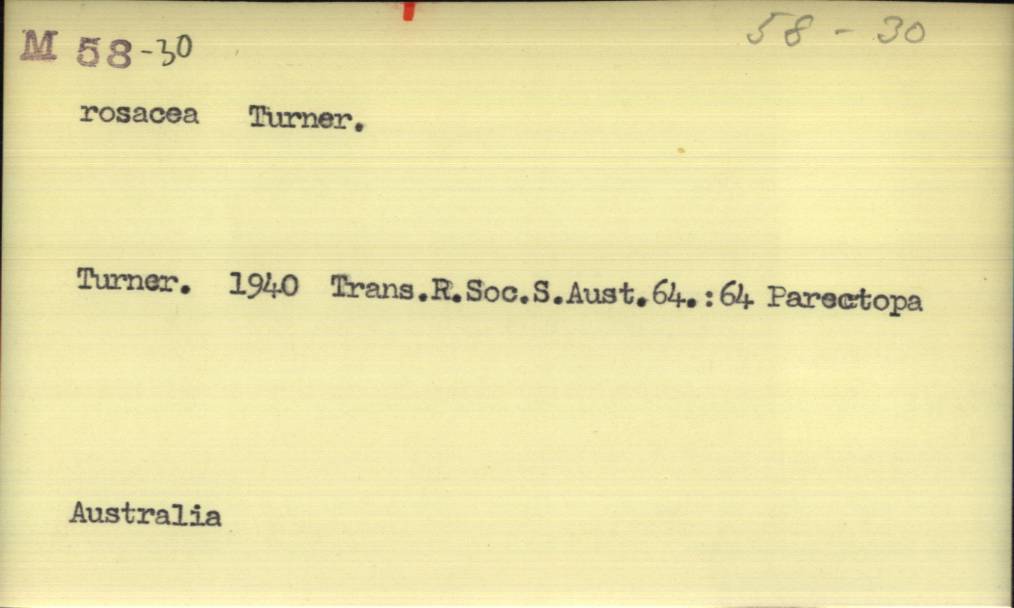 M 58-30 58-30
rosacea Turner.
Turner. 1940 Trans.R.Soc.S.Aust.64.:64 Parectopa
Australia